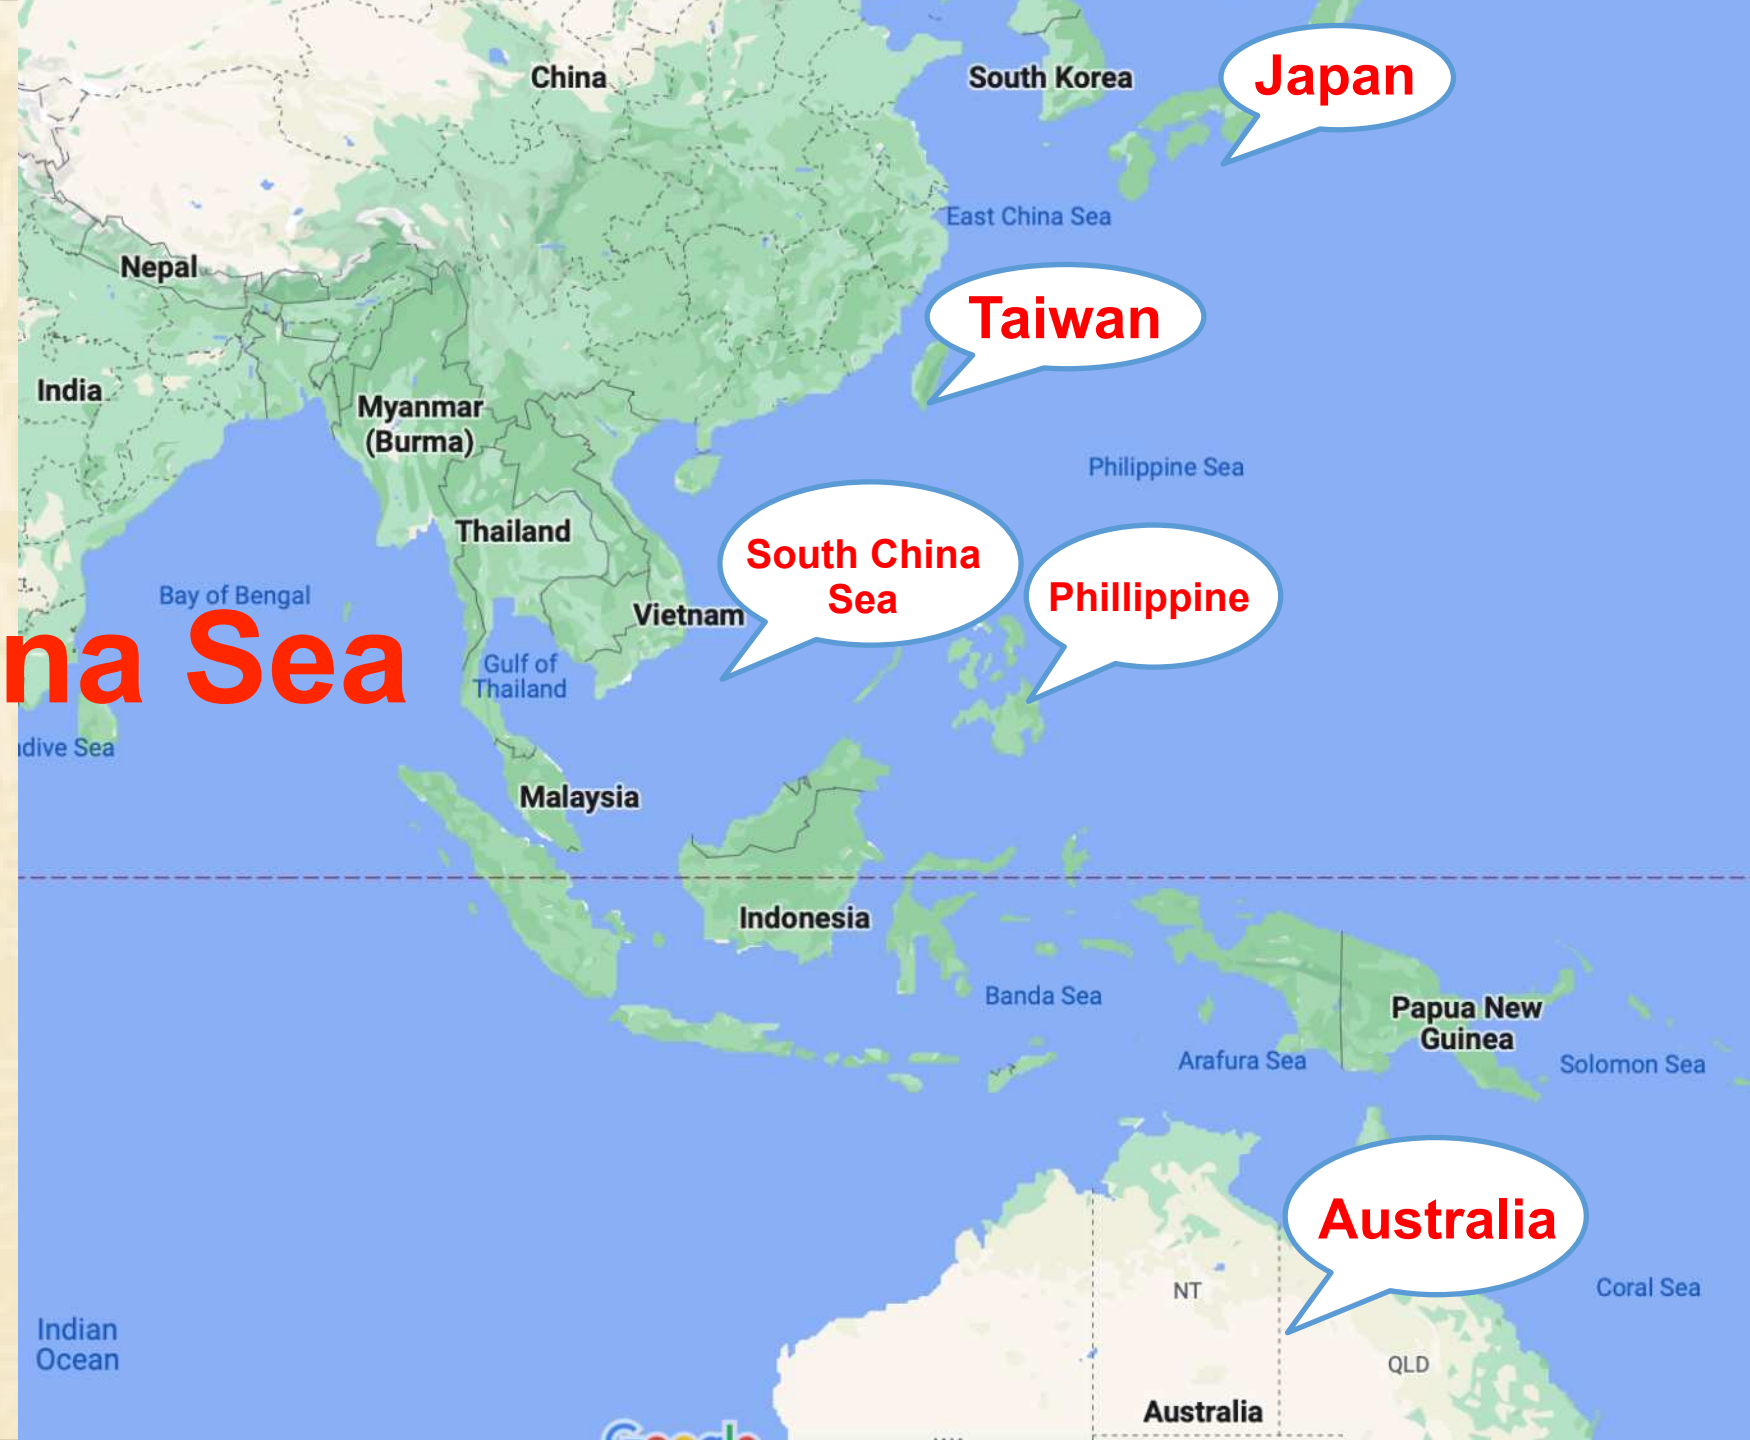 China
South Korea
Japan
East China Sea
Nepal
Taiwan
India
Myanmar
(Burma)
Philippine Sea
Thailand
South China
Sea
Phillippine
Bay of Bengal
Vietnam
na Sea
Gulf of
Thailand
dive Sea
Malaysia
Indonesia
Banda Sea
Papua New
Guinea
Arafura Sea
Solomon Sea
Australia
NT
Coral Sea
Indian
Ocean
QLD
Australia
Google